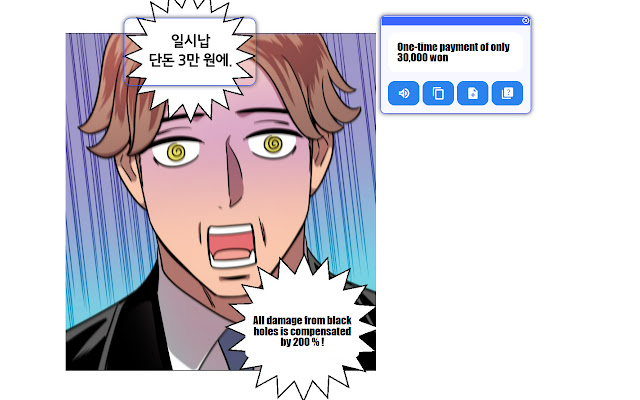 일시납
단돈 3만 원에.
One-time payment of only
30,000 won
All damage from black
holes is compensated
by 200 % !